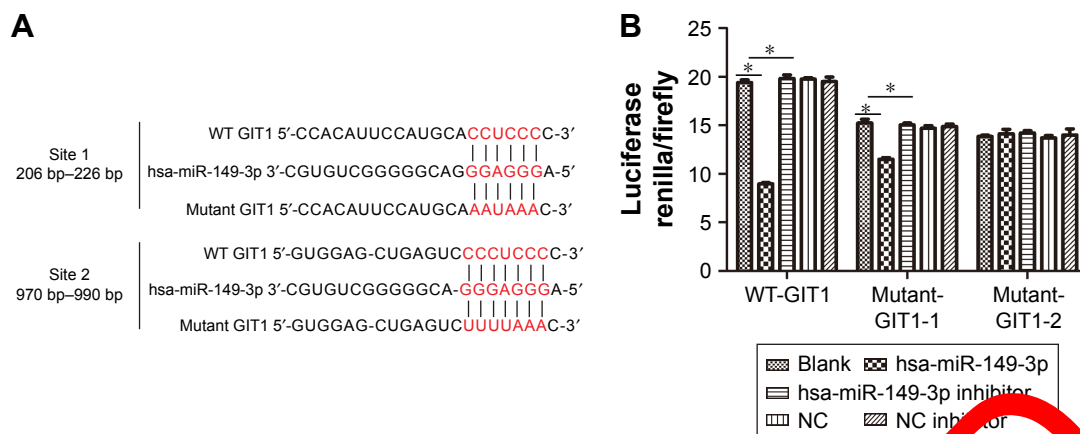 A
Site 1
206 bp–226 bp
WT GIT1 5′-CCACAUUCCAUGCACCUCCCC-3′
hsa-miR-149-3p 3′-CGUGUCGGGGGCAGGGAGGGA-5′
Mutant GIT1 5′-CCACAUUCCAUGCAAAUAAAC-3′
Site 2
970 bp–990 bp
WT GIT1 5′-GUGGAG-CUGAGUCCCCUCCCC-3′
hsa-miR-149-3p 3′-CGUGUCGGGGGCA-GGGAGGGA-5′
Mutant GIT1 5′-GUGGAG-CUGAGUCUUUUAAAC-3′
B
Luciferase
renilla/firefly
25
20
15
10
5
0
* *
* *
WT-GIT1
Mutant-
GIT1-1
Mutant-
GIT1-2
Blank hsa-miR-149-3p
hsa-miR-149-3p inhibitor
NC NC inhibitor